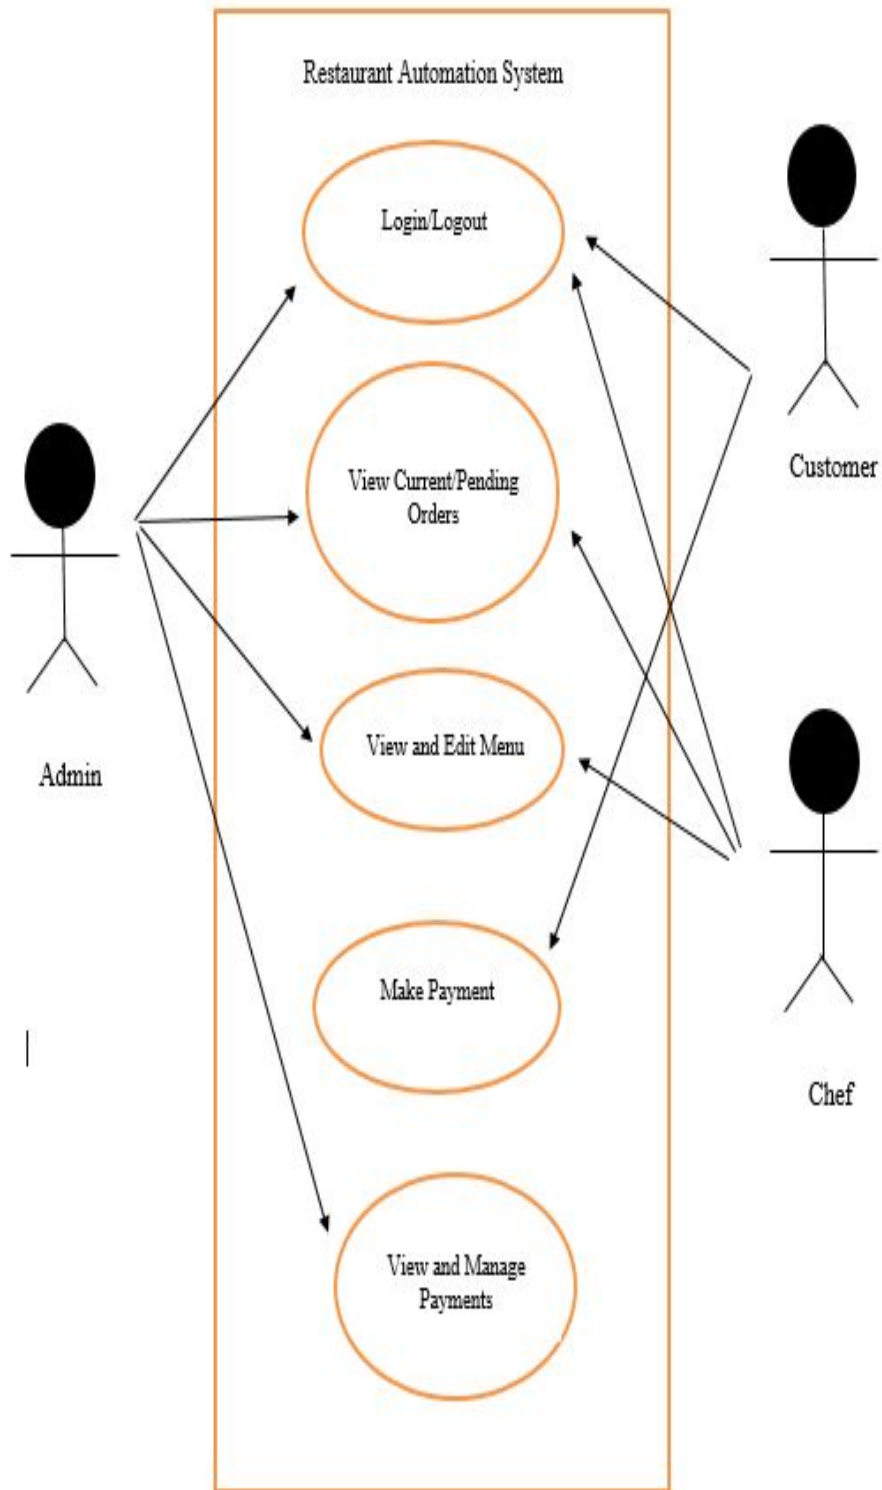 Restaurant Automation System
Login/Logout
Customer
View Current/Pending
Orders
View and Edit Menu
Admin
Make Payment
Chef
View and Manage
Payments